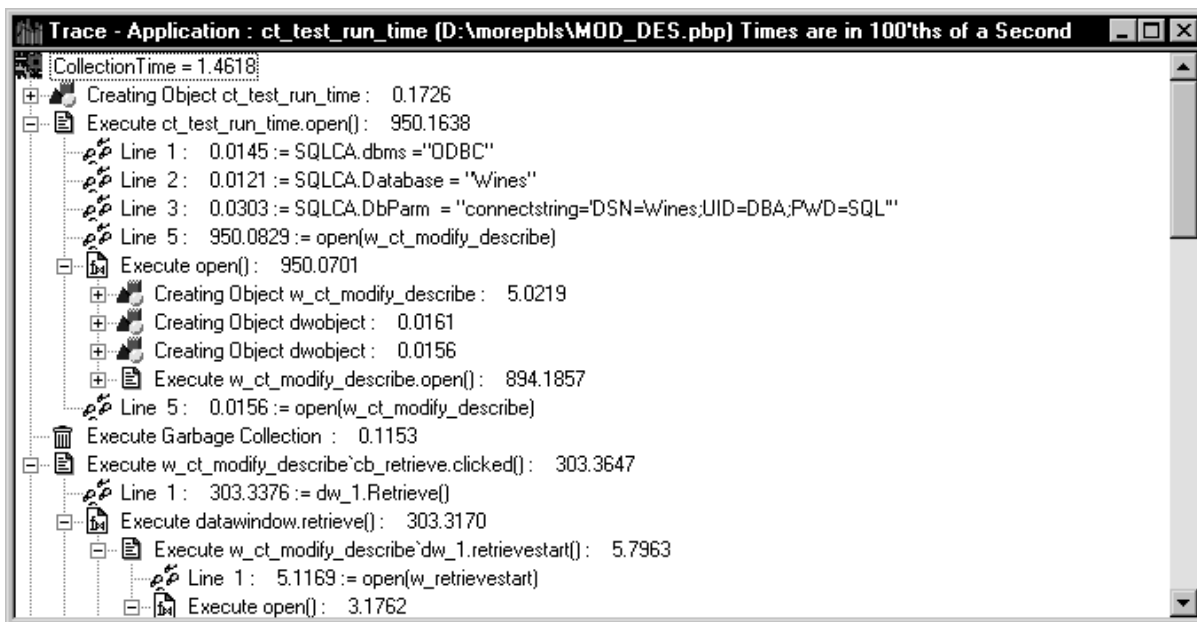 Trace - Application : ct_test_run_time (D:\morepbls\MOD_DES.pbp) Times are in 100'ths of a Second
CollectionTime = 1.4618
Creating Object ct_test_run_time : 0.1726
Execute ct_test_run_time.open() : 950.1638
Line 1 : 0.0145 := SQLCA.dbms ="ODBC"
Line 2 : 0.0121 := SQLCA.Database = "Wines"
Line 3 : 0.0303 := SQLCA.DbParm = "connectstring='DSN=Wines;UID=DBA;PWD=SQL'"
Line 5 : 950.0829 := open(w_ct_modify_describe)
Execute open() : 950.0701
Creating Object w_ct_modify_describe : 5.0219
Creating Object dwobject : 0.0161
Creating Object dwobject : 0.0156
Execute w_ct_modify_describe.open() : 894.1857
Line 5 : 0.0156 := open(w_ct_modify_describe)
Execute Garbage Collection : 0.1153
Execute w_ct_modify_describe`cb_retrieve.clicked() : 303.3647
Line 1 : 303.3376 := dw_1.Retrieve()
Execute datawindow.retrieve() : 303.3170
Execute w_ct_modify_describe`dw_1.retrievestart() : 5.7963
Line 1 : 5.1169 := open(w_retrievestart)
Execute open() : 3.1762